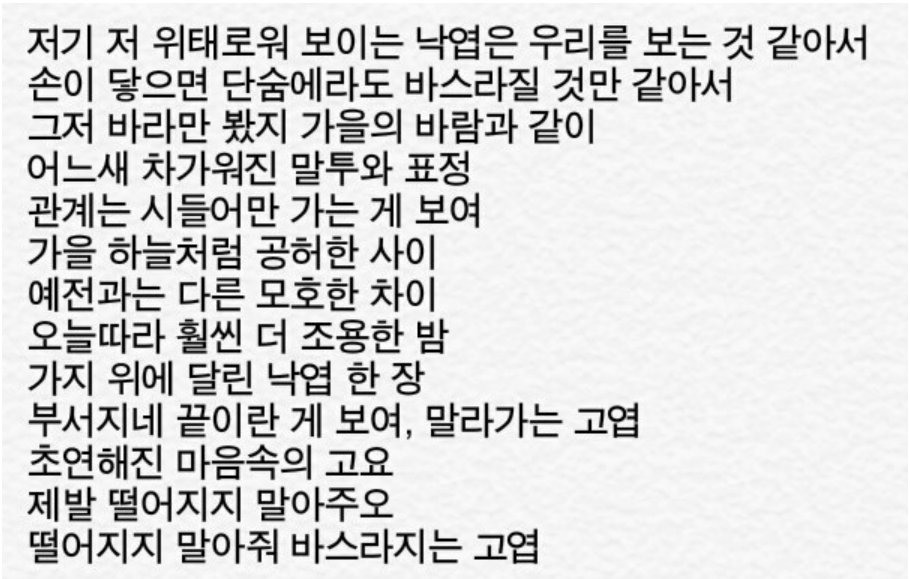 저기 저 위태로워 보이는 낙엽은 우리를 보는 것 같아서
손이 닿으면 단숨에라도 바스라질 것만 같아서
그저 바라만 봤지 가을의 바람과 같이
어느새 차가워진 말투와 표정
관계는 시들어만 가는 게 보여
가을 하늘처럼 공허한 사이
예전과는 다른 모호한 차이
오늘따라 훨씬 더 조용한 밤
가지 위에 달린 낙엽 한 장
부서지네 끝이란 게 보여, 말라가는 고엽
초연해진 마음속의 고요
제발 떨어지지 말아주오
떨어지지 말아줘 바스라지는 고엽